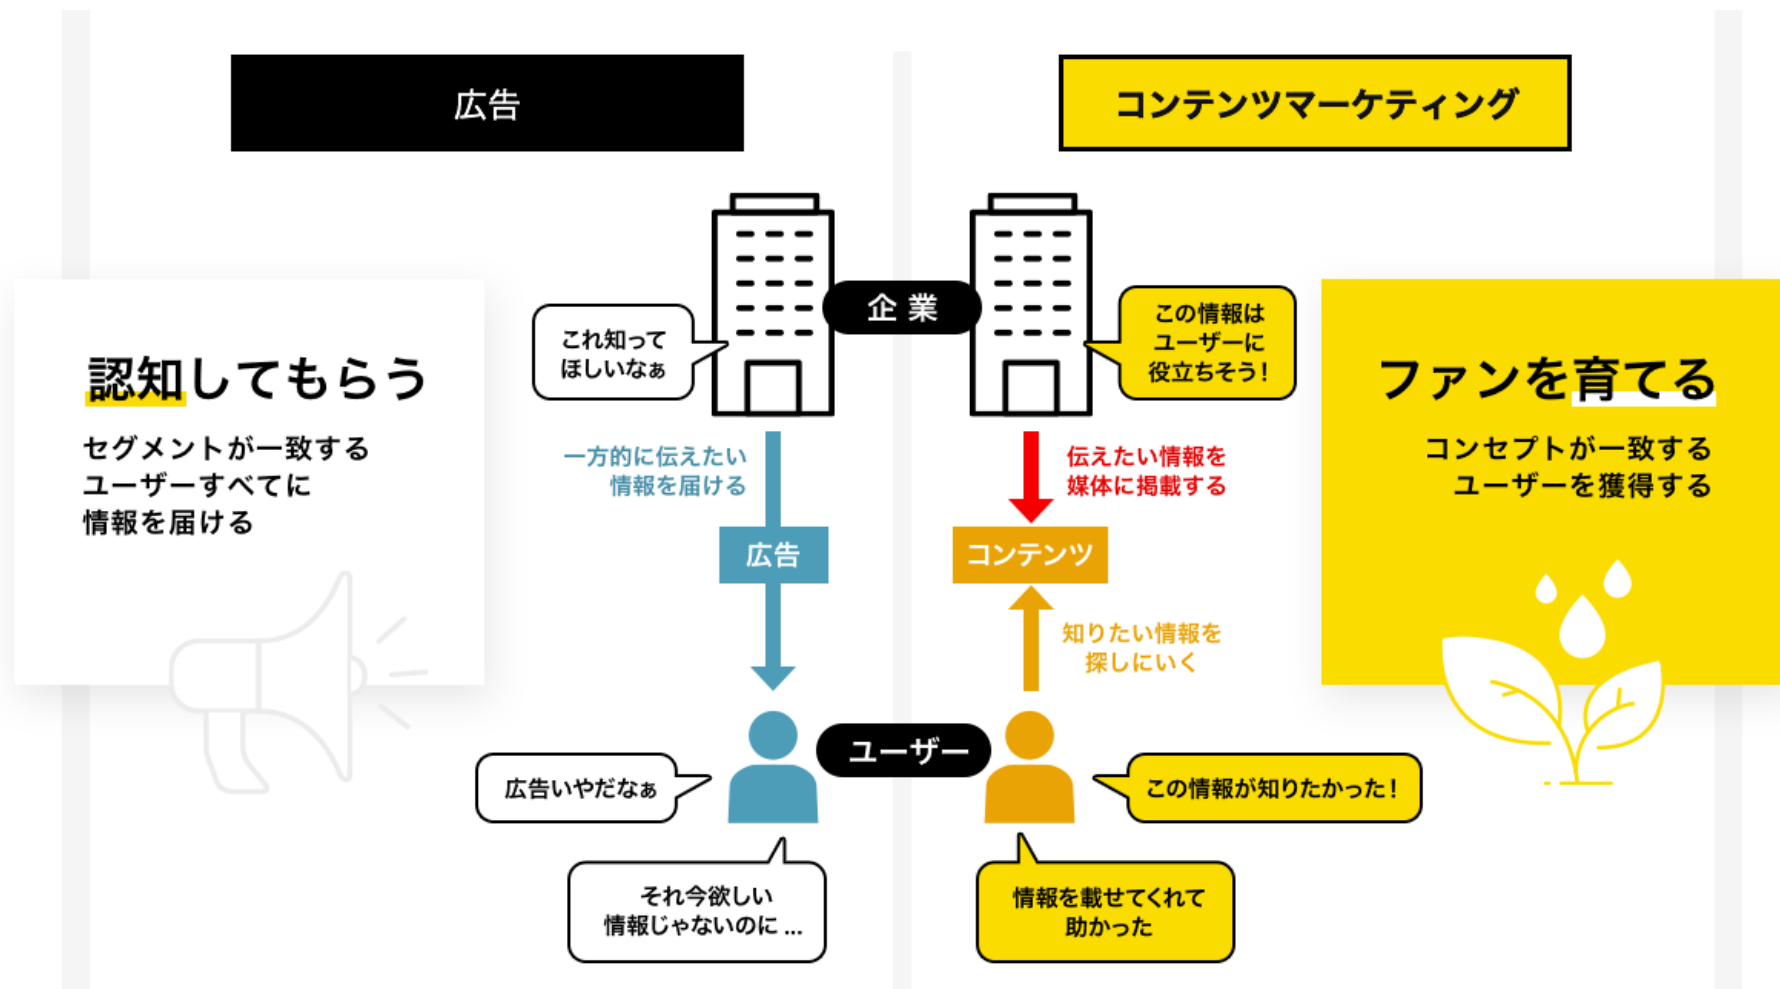 広告
コンテンツマーケティング
企業
これ知って
ほしいなぁ
この情報は
ユーザーに
役立ちそう!
認知してもらう
セグメントが一致する
ユーザーすべてに
情報を届ける
ファンを育てる
コンセプトが一致する
ユーザーを獲得する
一方的に伝えたい
情報を届ける
伝えたい情報を
媒体に掲載する
広告
コンテンツ
知りたい情報を
探しにいく
ユーザー
広告いやだなぁ
この情報が知りたかった!
それ今欲しい
情報じゃないのに...
情報を載せてくれて
助かった